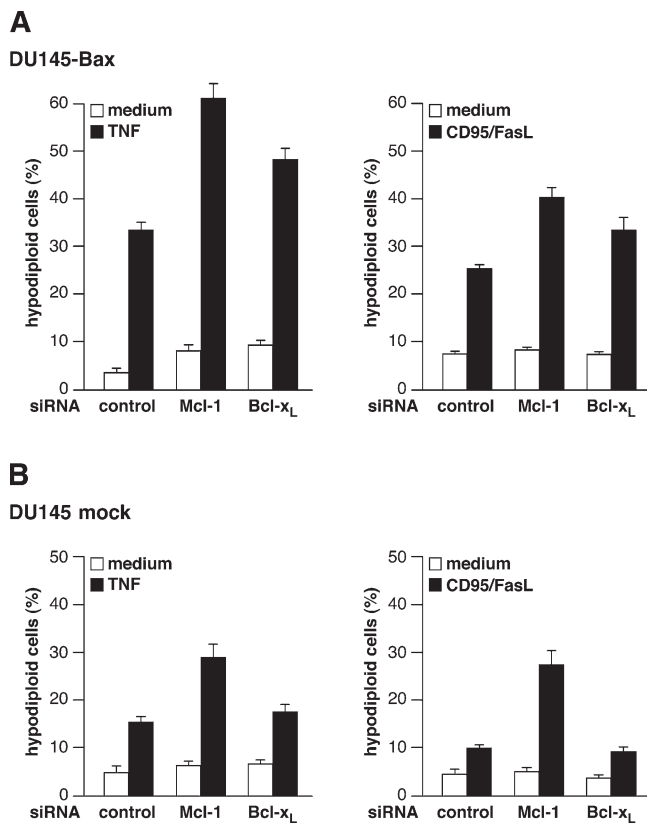 A
DU145-Bax
hypodiploid cells (%)
60
50
40
30
20
10
0
medium
TNF
siRNA control Mcl-1 Bcl-xL
hypodiploid cells (%)
60
50
40
30
20
10
0
medium
CD95/FasL
siRNA control Mcl-1 Bcl-xL
B
DU145 mock
hypodiploid cells (%)
50
40
30
20
10
0
medium
TNF
siRNA control Mcl-1 Bcl-xL
hypodiploid cells (%)
50
40
30
20
10
0
medium
CD95/FasL
siRNA control Mcl-1 Bcl-xL